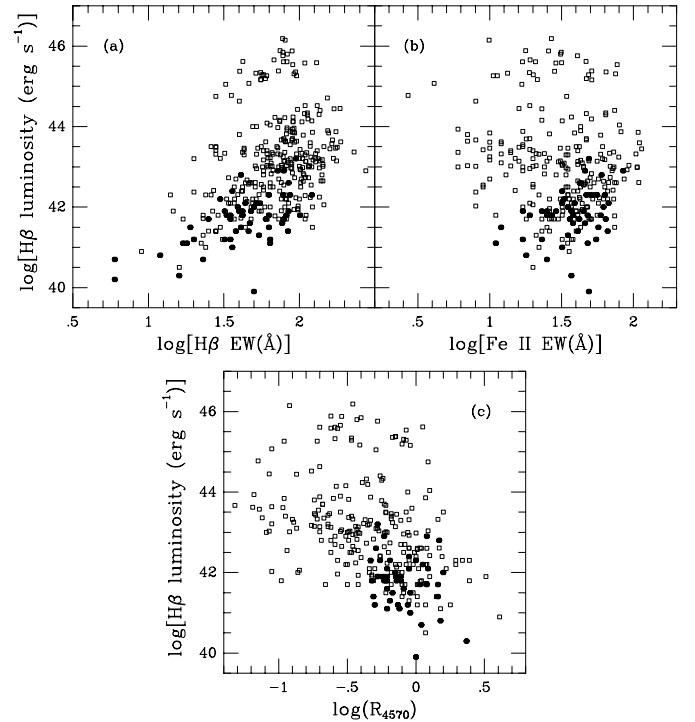 (a)
(b)
46
44
42
40
log[Hβ luminosity (erg s⁻¹)]
.5 1 1.5 2 .5 1 1.5 2
log[Hβ EW(Å)]
log[Fe II EW(Å)]
(c)
46
44
42
40
log[Hβ luminosity (erg s⁻¹)]
−1 −.5 0 .5
log(R₄₅₇₀)